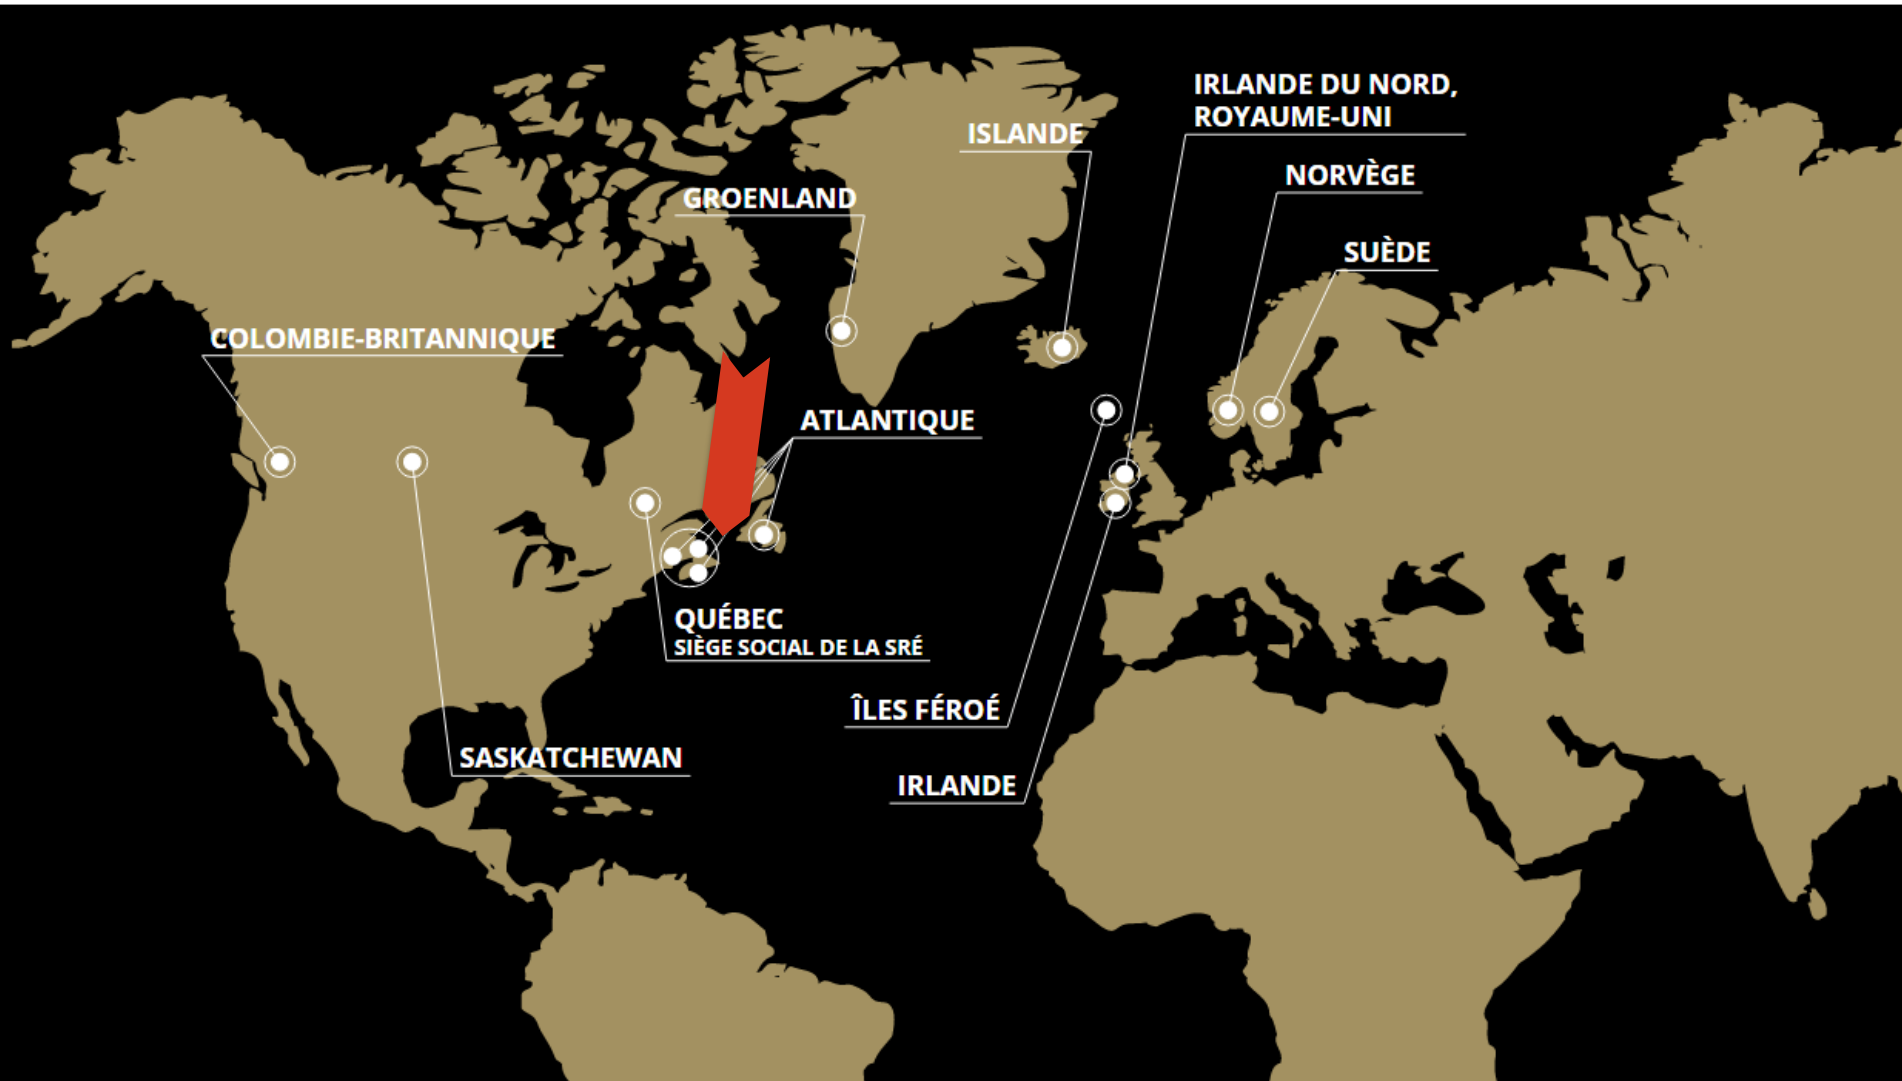 IRLANDE DU NORD,
ROYAUME-UNI
ISLANDE
NORVÈGE
GROENLAND
SUÈDE
COLOMBIE-BRITANNIQUE
ATLANTIQUE
QUÉBEC
SIÈGE SOCIAL DE LA SRÉ
ÎLES FÉROÉ
SASKATCHEWAN
IRLANDE